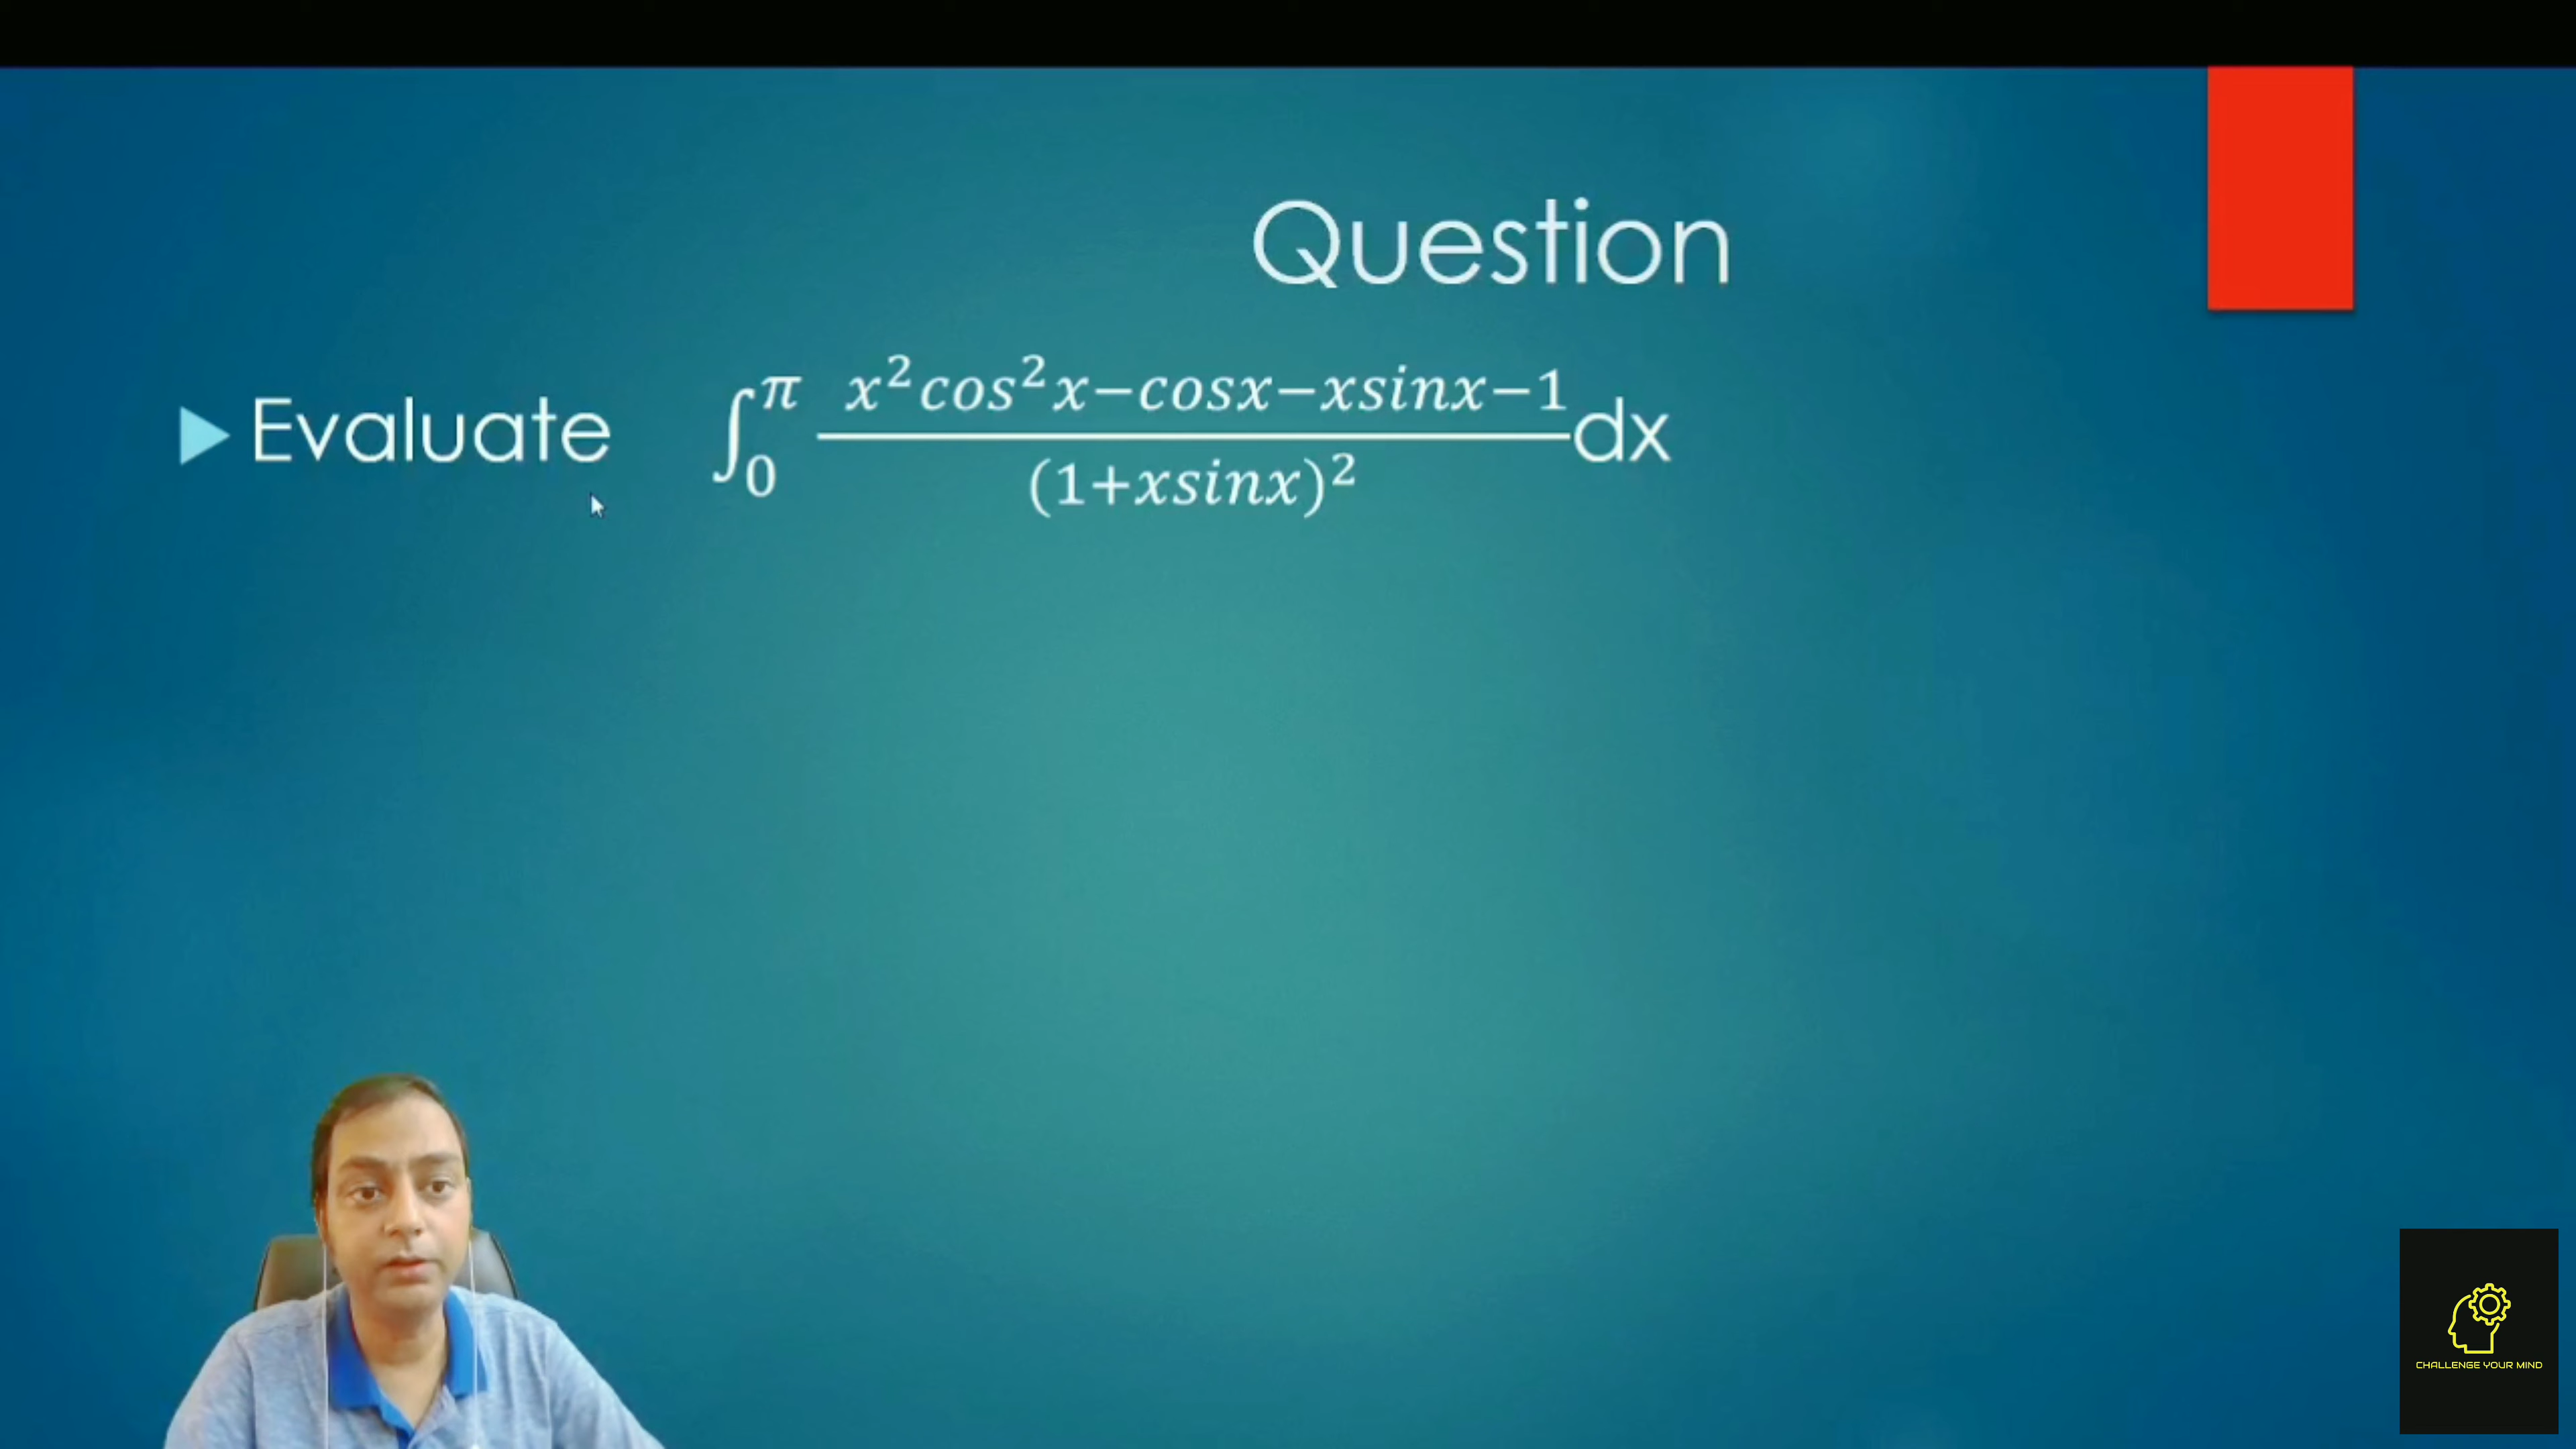 Question
▶ Evaluate ∫₀^π (x²cos²x−cosx−xsinx−1)/(1+xsinx)² dx
CHALLENGE YOUR MIND